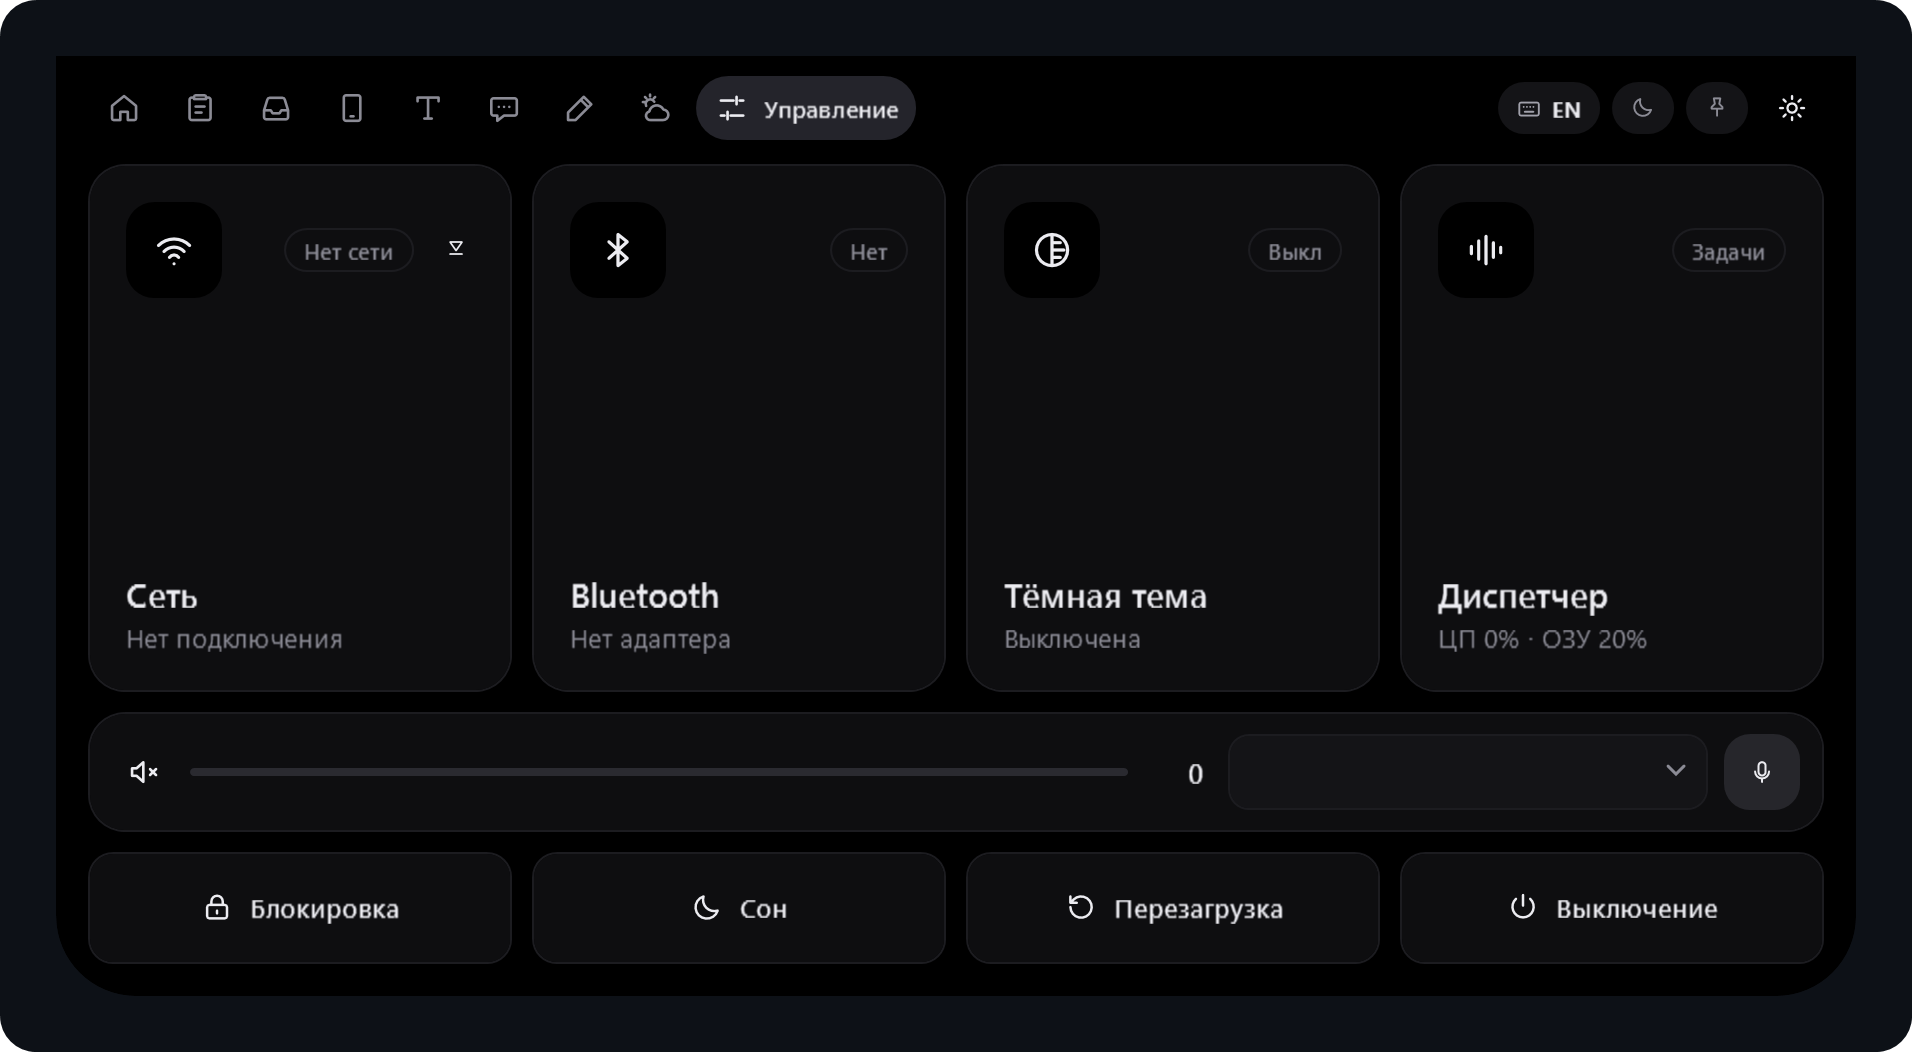 Управление
EN
Нет сети
Нет
Выкл
Задачи
Сеть
Нет подключения
Bluetooth
Нет адаптера
Тёмная тема
Выключена
Диспетчер
ЦП 0% · ОЗУ 20%
0
Блокировка
Сон
Перезагрузка
Выключение